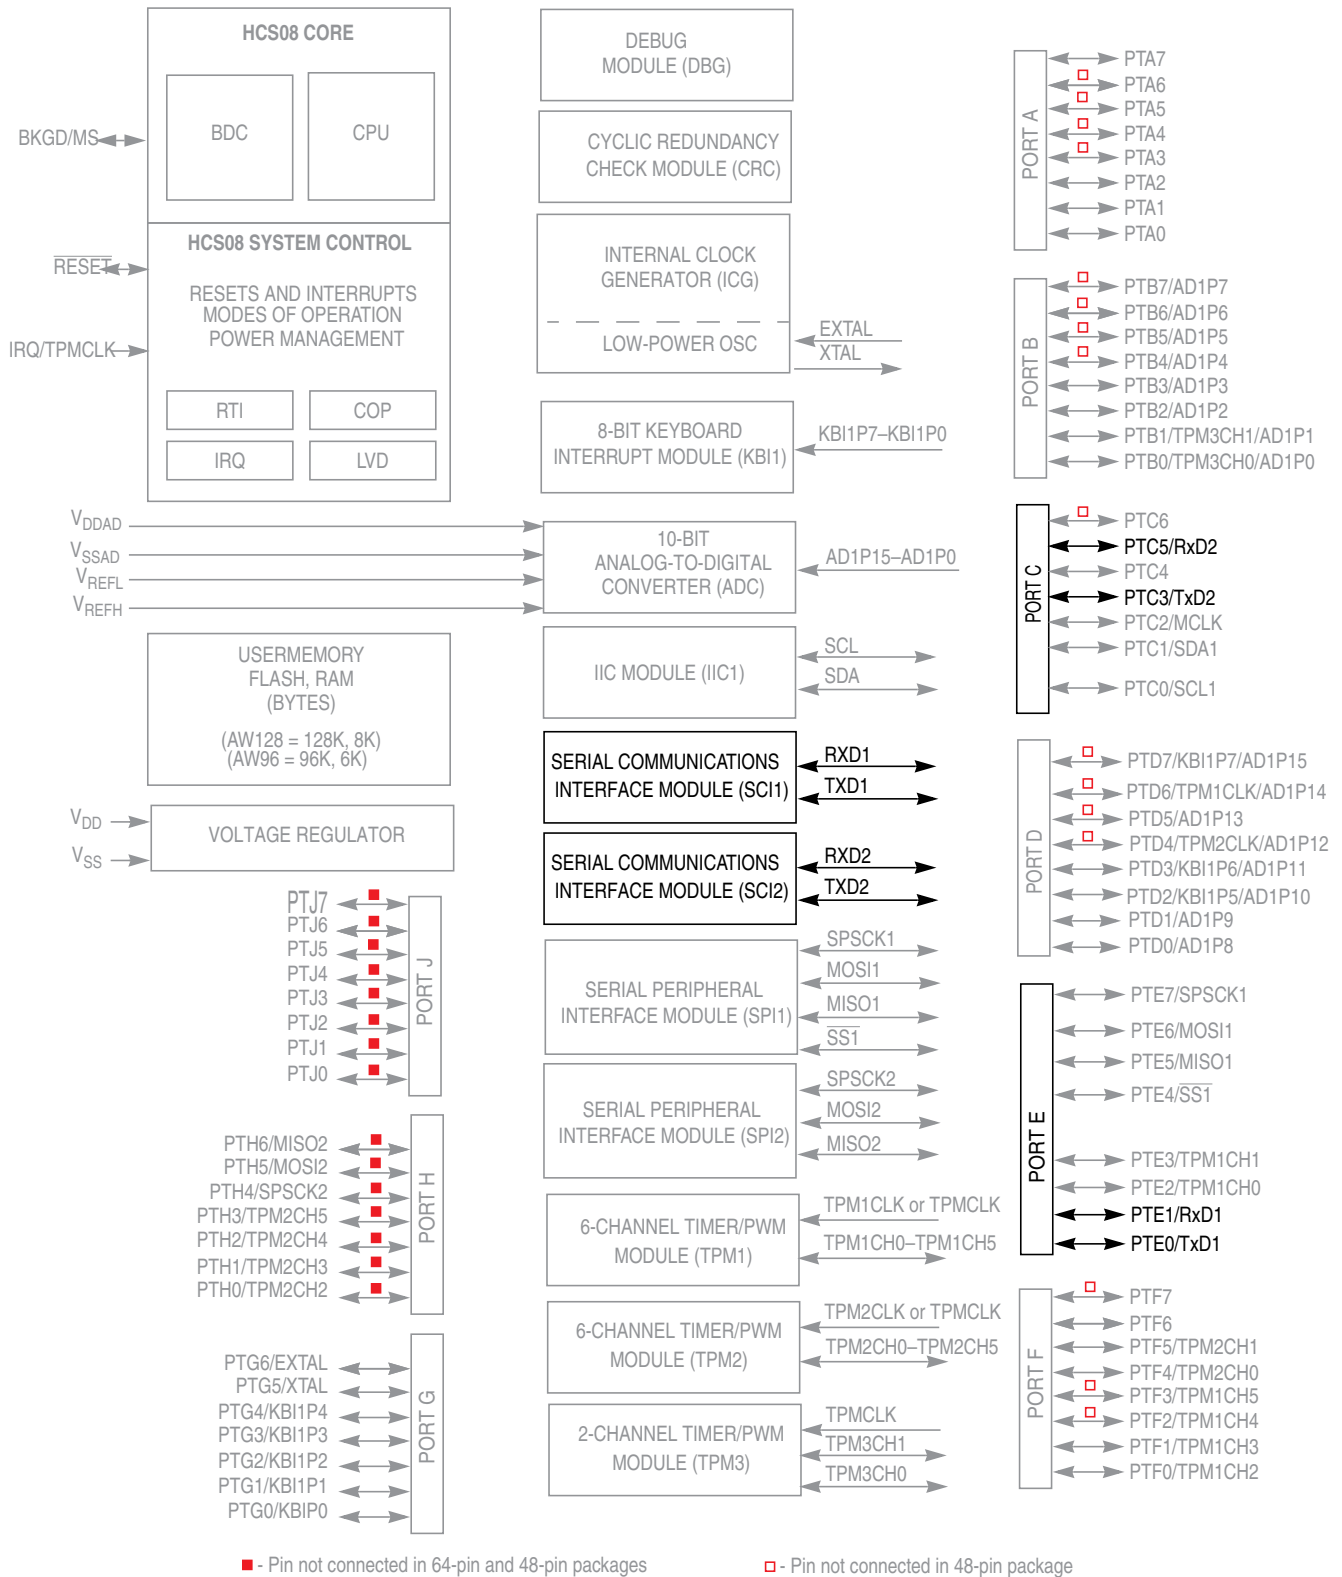 HCS08 CORE
BDC
CPU
BKGD/MS
HCS08 SYSTEM CONTROL
RESET
RESETS AND INTERRUPTS
MODES OF OPERATION
POWER MANAGEMENT
IRQ/TPMCLK
RTI
COP
IRQ
LVD
VDDAD
VSSAD
VREFL
VREFH
USERMEMORY
FLASH, RAM
(BYTES)
(AW128 = 128K, 8K)
(AW96 = 96K, 6K)
VDD
VSS
VOLTAGE REGULATOR
PTJ7
PTJ6
PTJ5
PTJ4
PTJ3
PTJ2
PTJ1
PTJ0
PORT J
PTH6/MISO2
PTH5/MOSI2
PTH4/SPSCK2
PTH3/TPM2CH5
PTH2/TPM2CH4
PTH1/TPM2CH3
PTH0/TPM2CH2
PORT H
PTG6/EXTAL
PTG5/XTAL
PTG4/KBI1P4
PTG3/KBI1P3
PTG2/KBI1P2
PTG1/KBI1P1
PTG0/KBIP0
PORT G
DEBUG
MODULE (DBG)
CYCLIC REDUNDANCY
CHECK MODULE (CRC)
INTERNAL CLOCK
GENERATOR (ICG)
LOW-POWER OSC
EXTAL
XTAL
8-BIT KEYBOARD
INTERRUPT MODULE (KBI1)
KBI1P7–KBI1P0
10-BIT
ANALOG-TO-DIGITAL
CONVERTER (ADC)
AD1P15–AD1P0
IIC MODULE (IIC1)
SCL
SDA
SERIAL COMMUNICATIONS
INTERFACE MODULE (SCI1)
RXD1
TXD1
SERIAL COMMUNICATIONS
INTERFACE MODULE (SCI2)
RXD2
TXD2
SERIAL PERIPHERAL
INTERFACE MODULE (SPI1)
SPSCK1
MOSI1
MISO1
SS1
SERIAL PERIPHERAL
INTERFACE MODULE (SPI2)
SPSCK2
MOSI2
MISO2
6-CHANNEL TIMER/PWM
MODULE (TPM1)
TPM1CLK or TPMCLK
TPM1CH0–TPM1CH5
6-CHANNEL TIMER/PWM
MODULE (TPM2)
TPM2CLK or TPMCLK
TPM2CH0–TPM2CH5
2-CHANNEL TIMER/PWM
MODULE (TPM3)
TPMCLK
TPM3CH1
TPM3CH0
PORT A
PTA7
PTA6
PTA5
PTA4
PTA3
PTA2
PTA1
PTA0
PORT B
PTB7/AD1P7
PTB6/AD1P6
PTB5/AD1P5
PTB4/AD1P4
PTB3/AD1P3
PTB2/AD1P2
PTB1/TPM3CH1/AD1P1
PTB0/TPM3CH0/AD1P0
PORT C
PTC6
PTC5/RxD2
PTC4
PTC3/TxD2
PTC2/MCLK
PTC1/SDA1
PTC0/SCL1
PORT D
PTD7/KBI1P7/AD1P15
PTD6/TPM1CLK/AD1P14
PTD5/AD1P13
PTD4/TPM2CLK/AD1P12
PTD3/KBI1P6/AD1P11
PTD2/KBI1P5/AD1P10
PTD1/AD1P9
PTD0/AD1P8
PORT E
PTE7/SPSCK1
PTE6/MOSI1
PTE5/MISO1
PTE4/SS1
PTE3/TPM1CH1
PTE2/TPM1CH0
PTE1/RxD1
PTE0/TxD1
PORT F
PTF7
PTF6
PTF5/TPM2CH1
PTF4/TPM2CH0
PTF3/TPM1CH5
PTF2/TPM1CH4
PTF1/TPM1CH3
PTF0/TPM1CH2
- Pin not connected in 64-pin and 48-pin packages
- Pin not connected in 48-pin package